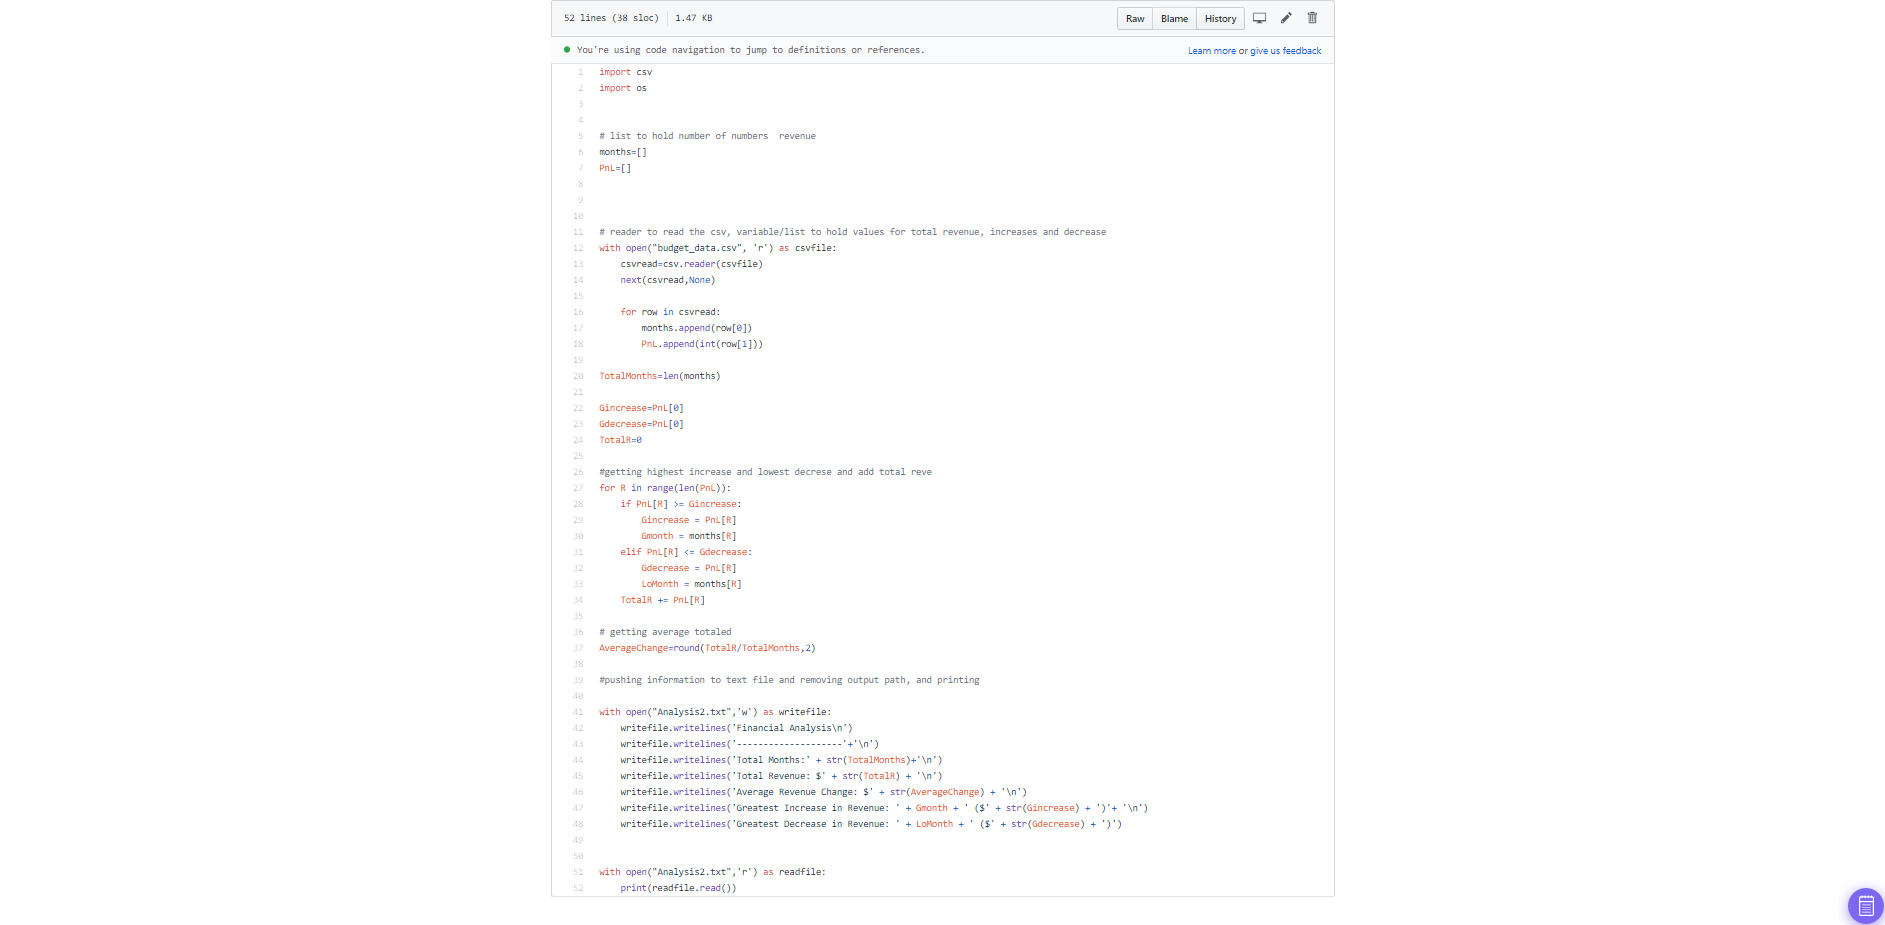 52 lines (38 sloc) 1.47 KB Raw Blame History
You're using code navigation to jump to definitions or references. Learn more or give us feedback
1 import csv
2 import os
3
4
5 # list to hold number of numbers  revenue
6 months=[]
7 PnL=[]
8
9
10
11 # reader to read the csv, variable/list to hold values for total revenue, increases and decrease
12 with open("budget_data.csv", 'r') as csvfile:
13     csvread=csv.reader(csvfile)
14     next(csvread,None)
15
16     for row in csvread:
17         months.append(row[0])
18         PnL.append(int(row[1]))
19
20 TotalMonths=len(months)
21
22 Gincrease=PnL[0]
23 Gdecrease=PnL[0]
24 TotalR=0
25
26 #getting highest increase and lowest decrese and add total reve
27 for R in range(len(PnL)):
28     if PnL[R] >= Gincrease:
29         Gincrease = PnL[R]
30         Gmonth = months[R]
31     elif PnL[R] <= Gdecrease:
32         Gdecrease = PnL[R]
33         LoMonth = months[R]
34     TotalR += PnL[R]
35
36 # getting average totaled
37 AverageChange=round(TotalR/TotalMonths,2)
38
39 #pushing information to text file and removing output path, and printing
40
41 with open("Analysis2.txt",'w') as writefile:
42     writefile.writelines('Financial Analysis\n')
43     writefile.writelines('--------------------'+'\n')
44     writefile.writelines('Total Months:' + str(TotalMonths)+'\n')
45     writefile.writelines('Total Revenue: $' + str(TotalR) + '\n')
46     writefile.writelines('Average Revenue Change: $' + str(AverageChange) + '\n')
47     writefile.writelines('Greatest Increase in Revenue: ' + Gmonth + ' ($' + str(Gincrease) + ')'+ '\n')
48     writefile.writelines('Greatest Decrease in Revenue: ' + LoMonth + ' ($' + str(Gdecrease) + ')')
49
50
51 with open("Analysis2.txt",'r') as readfile:
52     print(readfile.read())